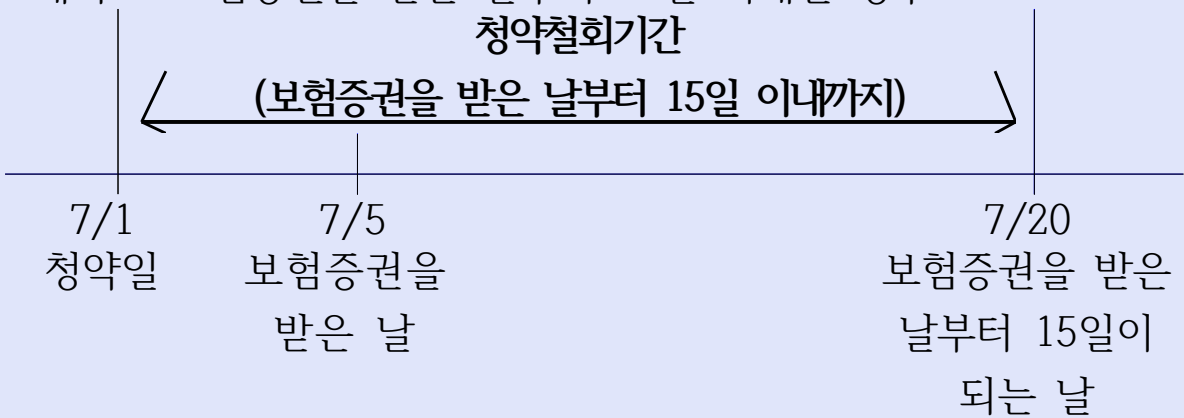 청약철회기간
(보험증권을 받은 날부터 15일 이내까지)
7/1
청약일
7/5
보험증권을
받은 날
7/20
보험증권을 받은
날부터 15일이
되는 날